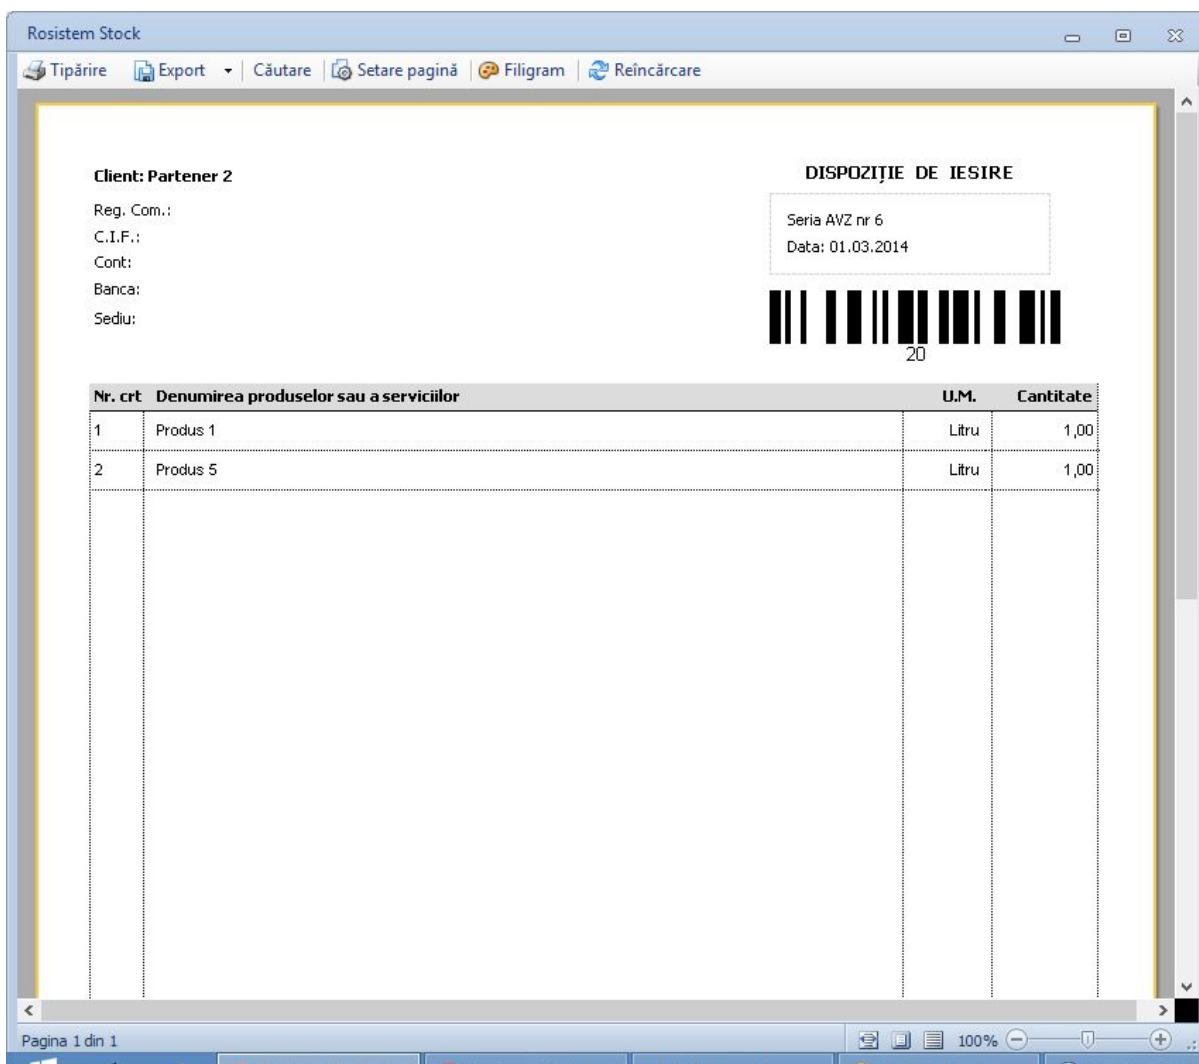 Rosistem Stock
Tipărire Export Căutare Setare pagină Filigram Reîncărcare
Client: Partener 2
Reg. Com.:
C.I.F.:
Cont:
Banca:
Sediu:
DISPOZIŢIE DE IESIRE
Seria AVZ nr 6
Data: 01.03.2014
20
Nr. crt Denumirea produselor sau a serviciilor U.M. Cantitate
1 Produs 1 Litru 1,00
2 Produs 5 Litru 1,00
Pagina 1 din 1 100%